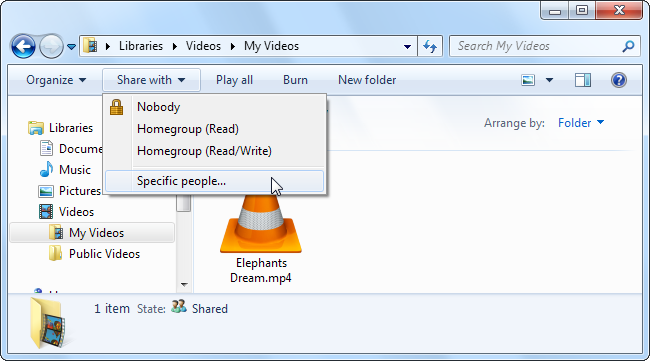 Libraries ▸ Videos ▸ My Videos
Search My Videos
Organize Share with Play all Burn New folder
Nobody
Homegroup (Read)
Homegroup (Read/Write)
Specific people...
Arrange by: Folder
Libraries
Docume
Music
Pictures
Videos
My Videos
Public Videos
Elephants
Dream.mp4
1 item State: Shared